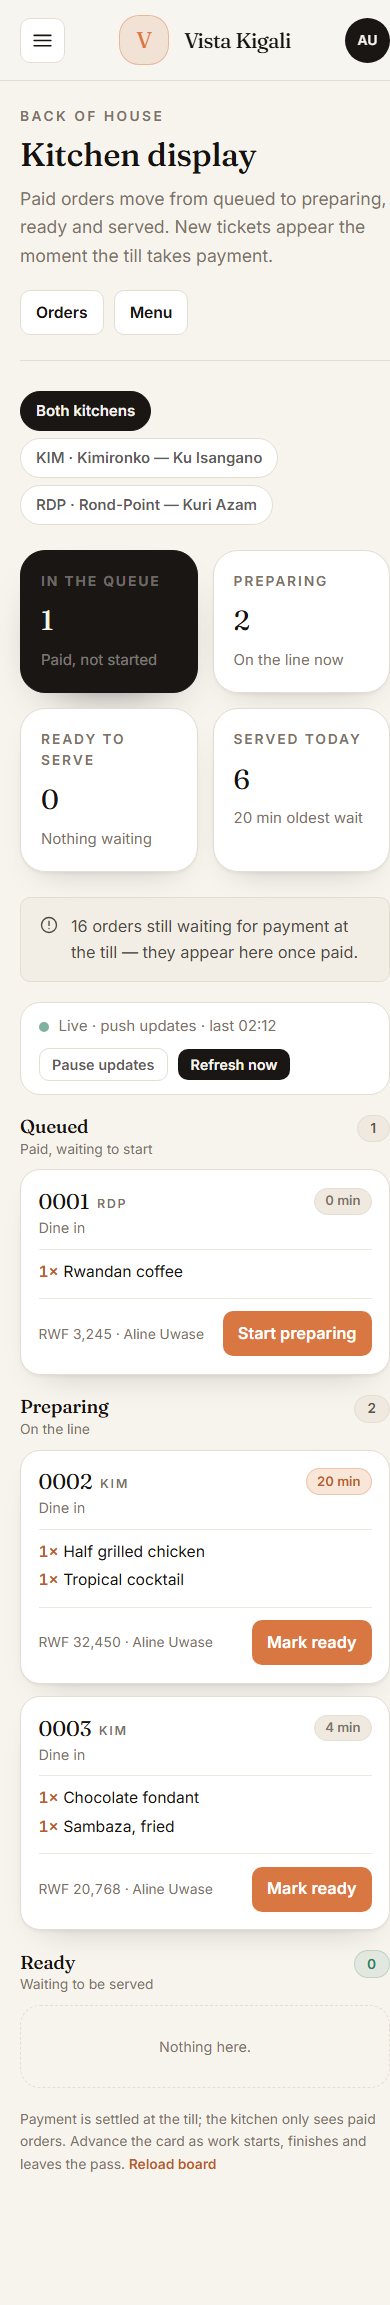 V
Vista Kigali
AU
BACK OF HOUSE
Kitchen display
Paid orders move from queued to preparing,
ready and served. New tickets appear the
moment the till takes payment.
Orders
Menu
Both kitchens
KIM · Kimironko — Ku Isangano
RDP · Rond-Point — Kuri Azam
IN THE QUEUE
1
Paid, not started
PREPARING
2
On the line now
READY TO
SERVE
0
Nothing waiting
SERVED TODAY
6
20 min oldest wait
16 orders still waiting for payment at
the till — they appear here once paid.
Live · push updates · last 02:12
Pause updates
Refresh now
Queued
1
Paid, waiting to start
0001 RDP
0 min
Dine in
1× Rwandan coffee
RWF 3,245 · Aline Uwase
Start preparing
Preparing
2
On the line
0002 KIM
20 min
Dine in
1× Half grilled chicken
1× Tropical cocktail
RWF 32,450 · Aline Uwase
Mark ready
0003 KIM
4 min
Dine in
1× Chocolate fondant
1× Sambaza, fried
RWF 20,768 · Aline Uwase
Mark ready
Ready
0
Waiting to be served
Nothing here.
Payment is settled at the till; the kitchen only sees paid
orders. Advance the card as work starts, finishes and
leaves the pass. Reload board